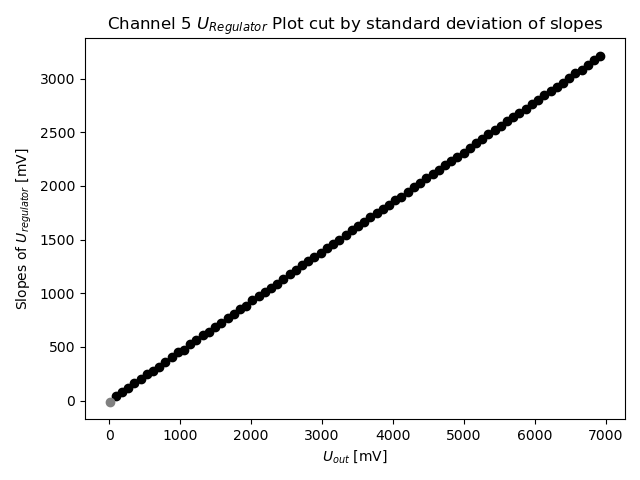 Channel 5 U_Regulator Plot cut by standard deviation of slopes
3000
2500
2000
1500
1000
500
0
Slopes of U_regulator [mV]
0 1000 2000 3000 4000 5000 6000 7000
U_out [mV]